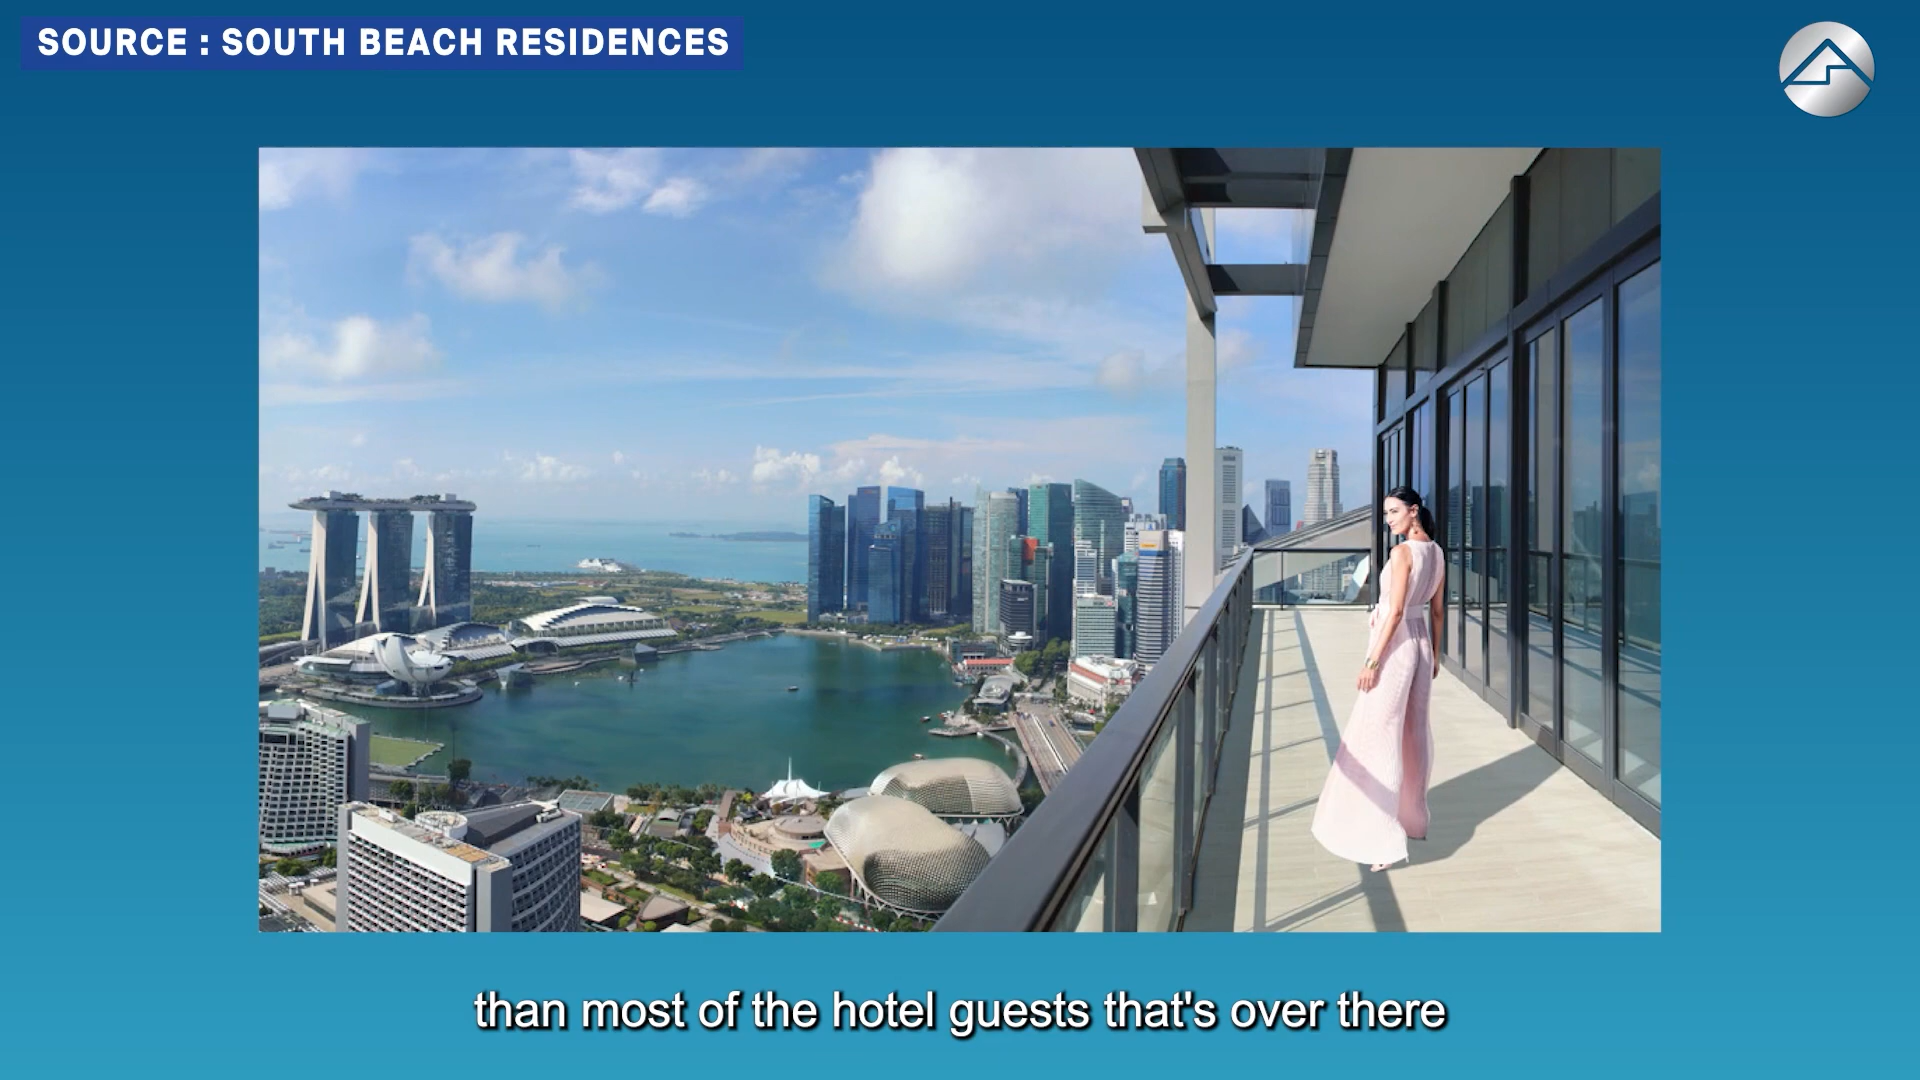 SOURCE : SOUTH BEACH RESIDENCES
than most of the hotel guests that's over there